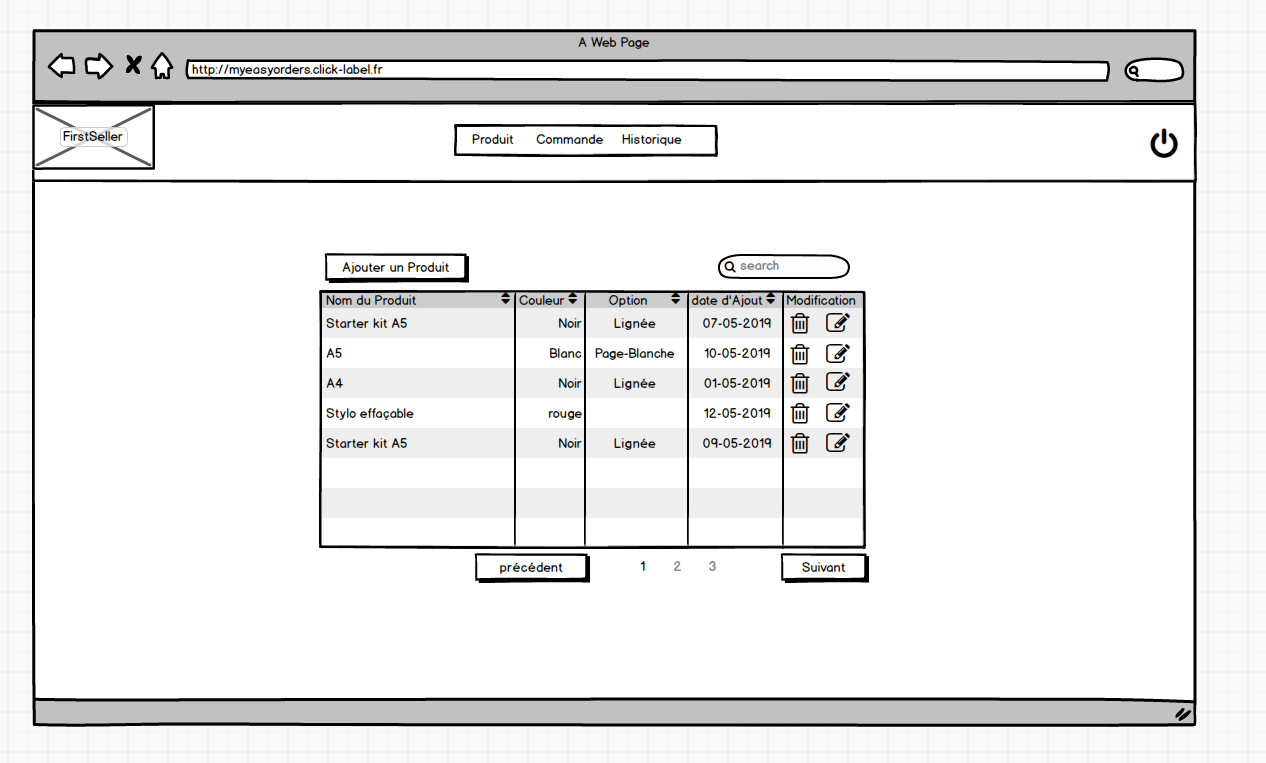 A Web Page
http://myeasyorders.click-label.fr
FirstSeller
Produit Commande Historique
Ajouter un Produit
search
Nom du Produit Couleur Option date d'Ajout Modification
Starter kit A5 Noir Lignée 07-05-2019
A5 Blanc Page-Blanche 10-05-2019
A4 Noir Lignée 01-05-2019
Stylo effaçable rouge 12-05-2019
Starter kit A5 Noir Lignée 09-05-2019
précédent 1 2 3 Suivant